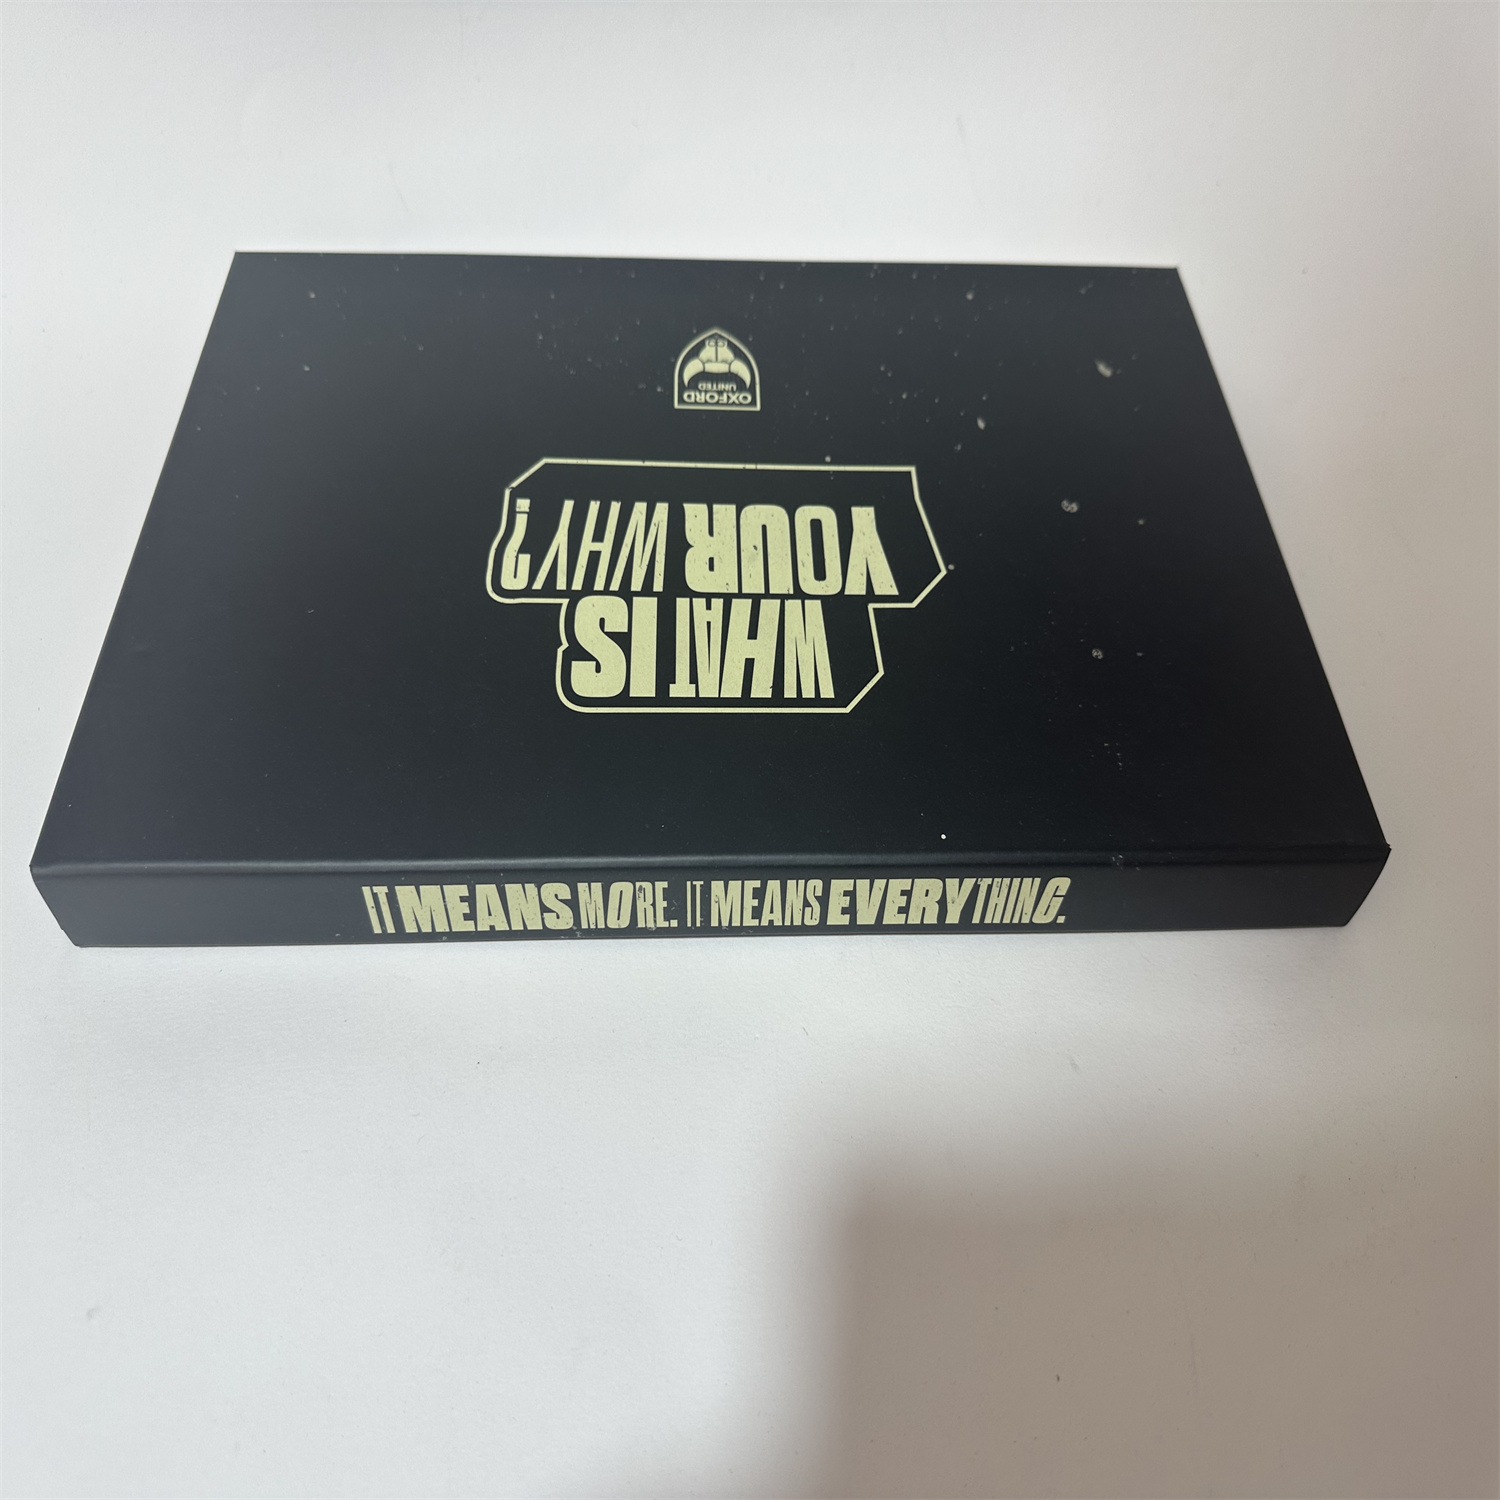 WHAT IS
YOUR WHY?
OXFORD
UNITED
IT MEANS MORE. IT MEANS EVERYTHING.